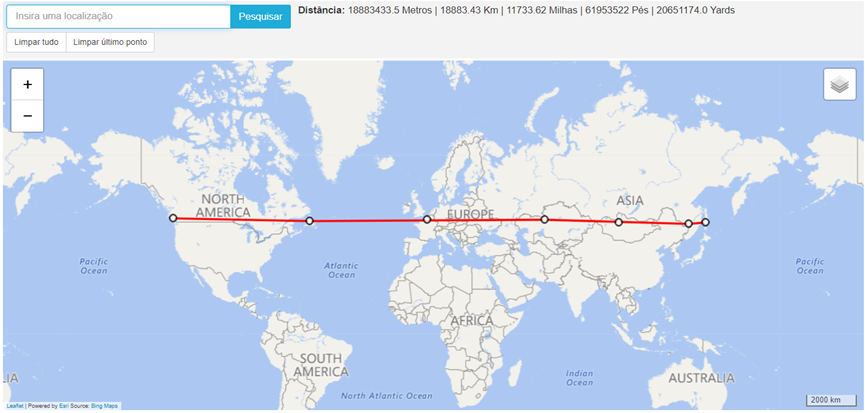 Insira uma localização
Pesquisar
Distância: 18883433.5 Metros | 18883.43 Km | 11733.62 Milhas | 61953522 Pés | 20651174.0 Yards
Limpar tudo
Limpar último ponto
+
−
NORTH
AMERICA
EUROPE
ASIA
Pacific
Ocean
Atlantic
Ocean
Pacific
Ocean
AFRICA
SOUTH
AMERICA
Indian
Ocean
LIA
AUSTRALIA
North Atlantic Ocean
2000 km
Leaflet | Powered by Esri Source: Bing Maps